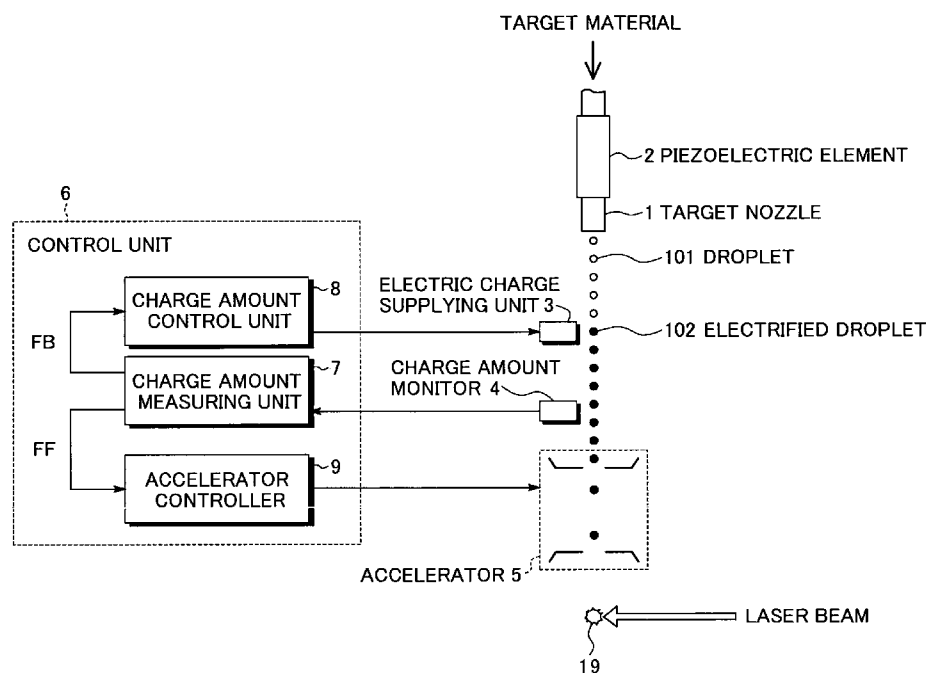 TARGET MATERIAL
2 PIEZOELECTRIC ELEMENT
1 TARGET NOZZLE
6
CONTROL UNIT
101 DROPLET
8
CHARGE AMOUNT
CONTROL UNIT
ELECTRIC CHARGE
SUPPLYING UNIT 3
102 ELECTRIFIED DROPLET
FB
7
CHARGE AMOUNT
MEASURING UNIT
CHARGE AMOUNT
MONITOR 4
FF
9
ACCELERATOR
CONTROLLER
ACCELERATOR 5
LASER BEAM
19